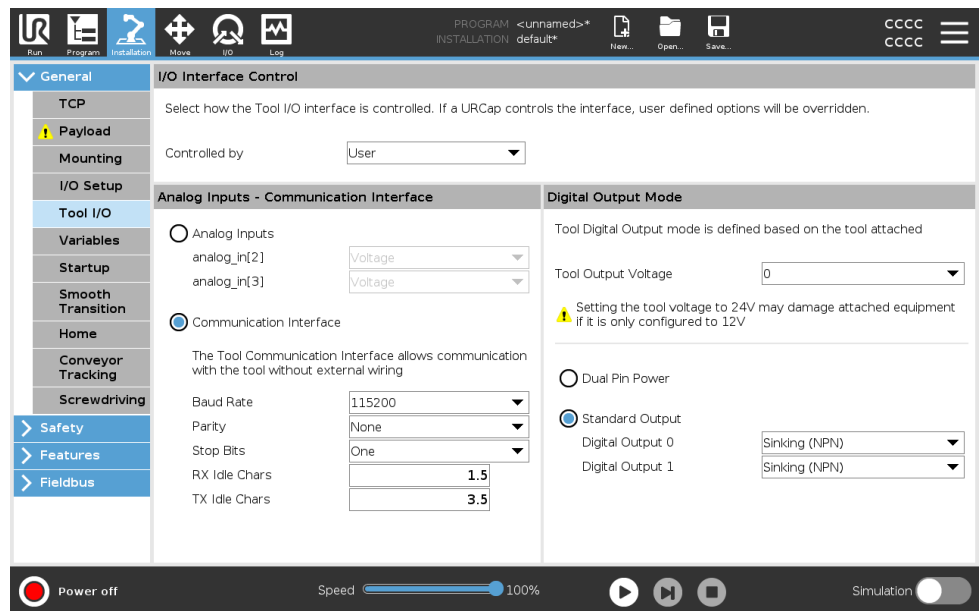 PROGRAM <unnamed>*
INSTALLATION default*
Run
Program
Installation
Move
I/O
Log
New...
Open...
Save...
CCCC
CCCC
General
TCP
Payload
Mounting
I/O Setup
Tool I/O
Variables
Startup
Smooth
Transition
Home
Conveyor
Tracking
Screwdriving
Safety
Features
Fieldbus
I/O Interface Control
Select how the Tool I/O interface is controlled. If a URCap controls the interface, user defined options will be overridden.
Controlled by User
Analog Inputs - Communication Interface
Analog Inputs
analog_in[2] Voltage
analog_in[3] Voltage
Communication Interface
The Tool Communication Interface allows communication
with the tool without external wiring
Baud Rate 115200
Parity None
Stop Bits One
RX Idle Chars 1.5
TX Idle Chars 3.5
Digital Output Mode
Tool Digital Output mode is defined based on the tool attached
Tool Output Voltage 0
Setting the tool voltage to 24V may damage attached equipment
if it is only configured to 12V
Dual Pin Power
Standard Output
Digital Output 0 Sinking (NPN)
Digital Output 1 Sinking (NPN)
Power off
Speed 100%
Simulation